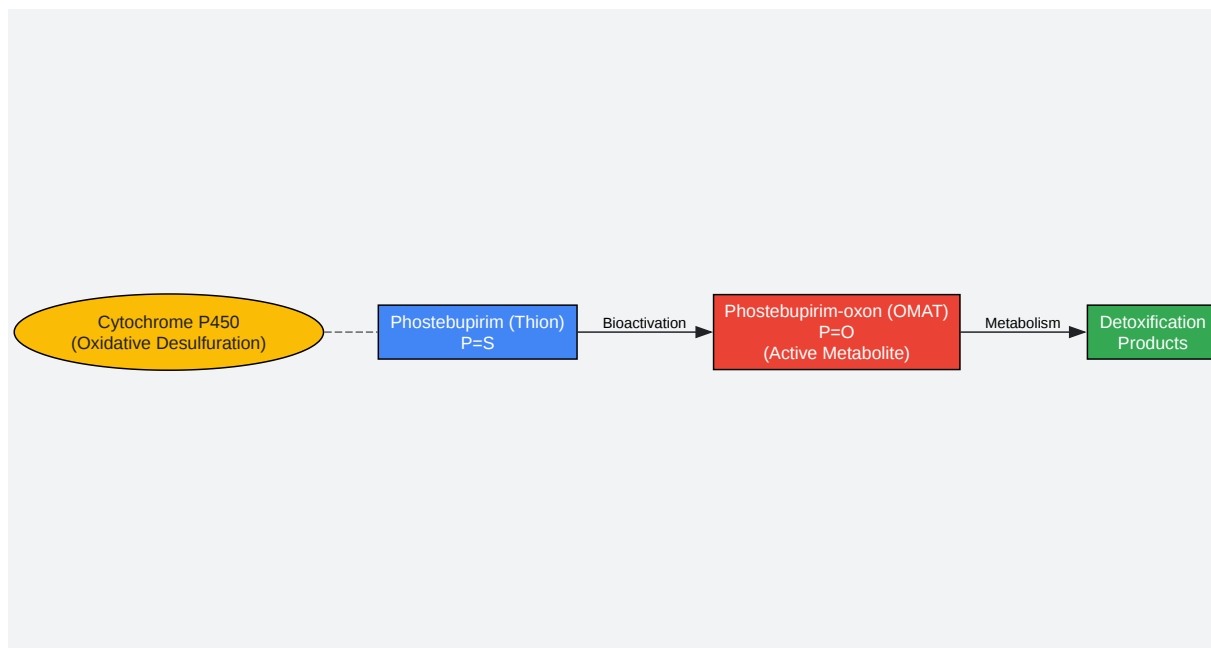 Cytochrome P450
(Oxidative Desulfuration)
Phostebupirim (Thion)
P=S
Bioactivation
Phostebupirim-oxon (OMAT)
P=O
(Active Metabolite)
Metabolism
Detoxification
Products